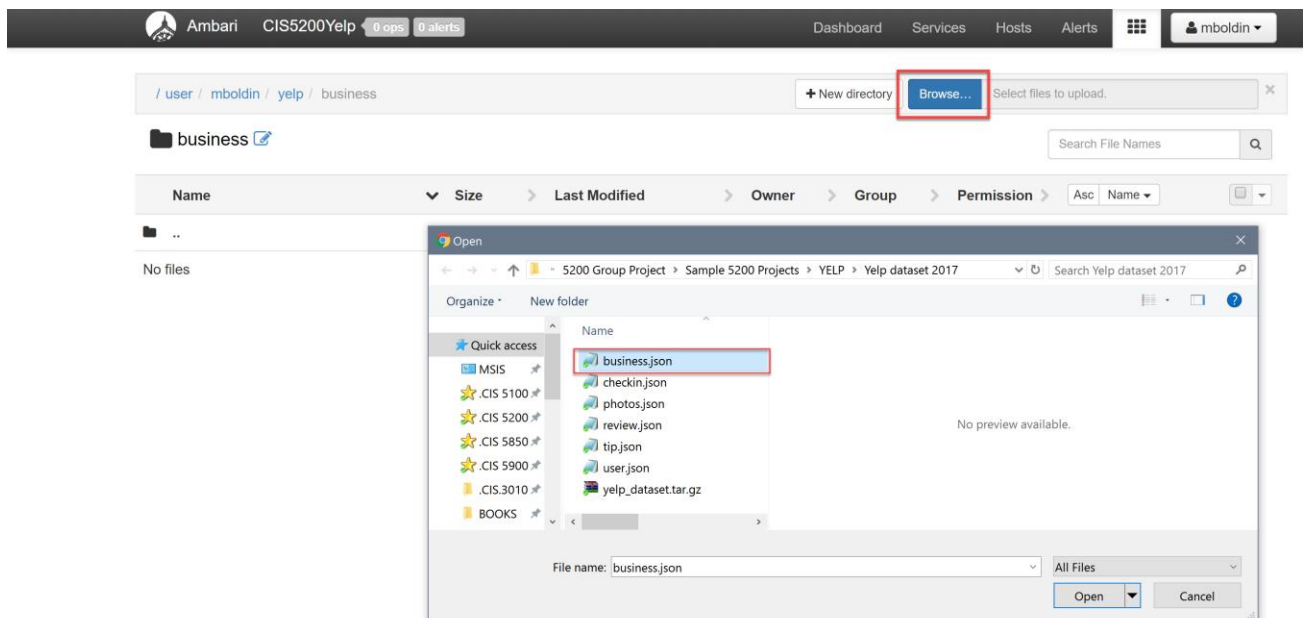 Ambari CIS5200Yelp 0 ops 0 alerts Dashboard Services Hosts Alerts mboldin
/ user / mboldin / yelp / business + New directory Browse... Select files to upload. ×
business Search File Names
Name Size Last Modified Owner Group Permission Asc Name
..
No files
Open
5200 Group Project > Sample 5200 Projects > YELP > Yelp dataset 2017 Search Yelp dataset 2017
Organize New folder
Name
Quick access
business.json
MSIS
checkin.json
.CIS 5100
photos.json
.CIS 5200
review.json
No preview available.
.CIS 5850
tip.json
.CIS 5900
user.json
.CIS.3010
yelp_dataset.tar.gz
BOOKS
File name: business.json All Files
Open Cancel